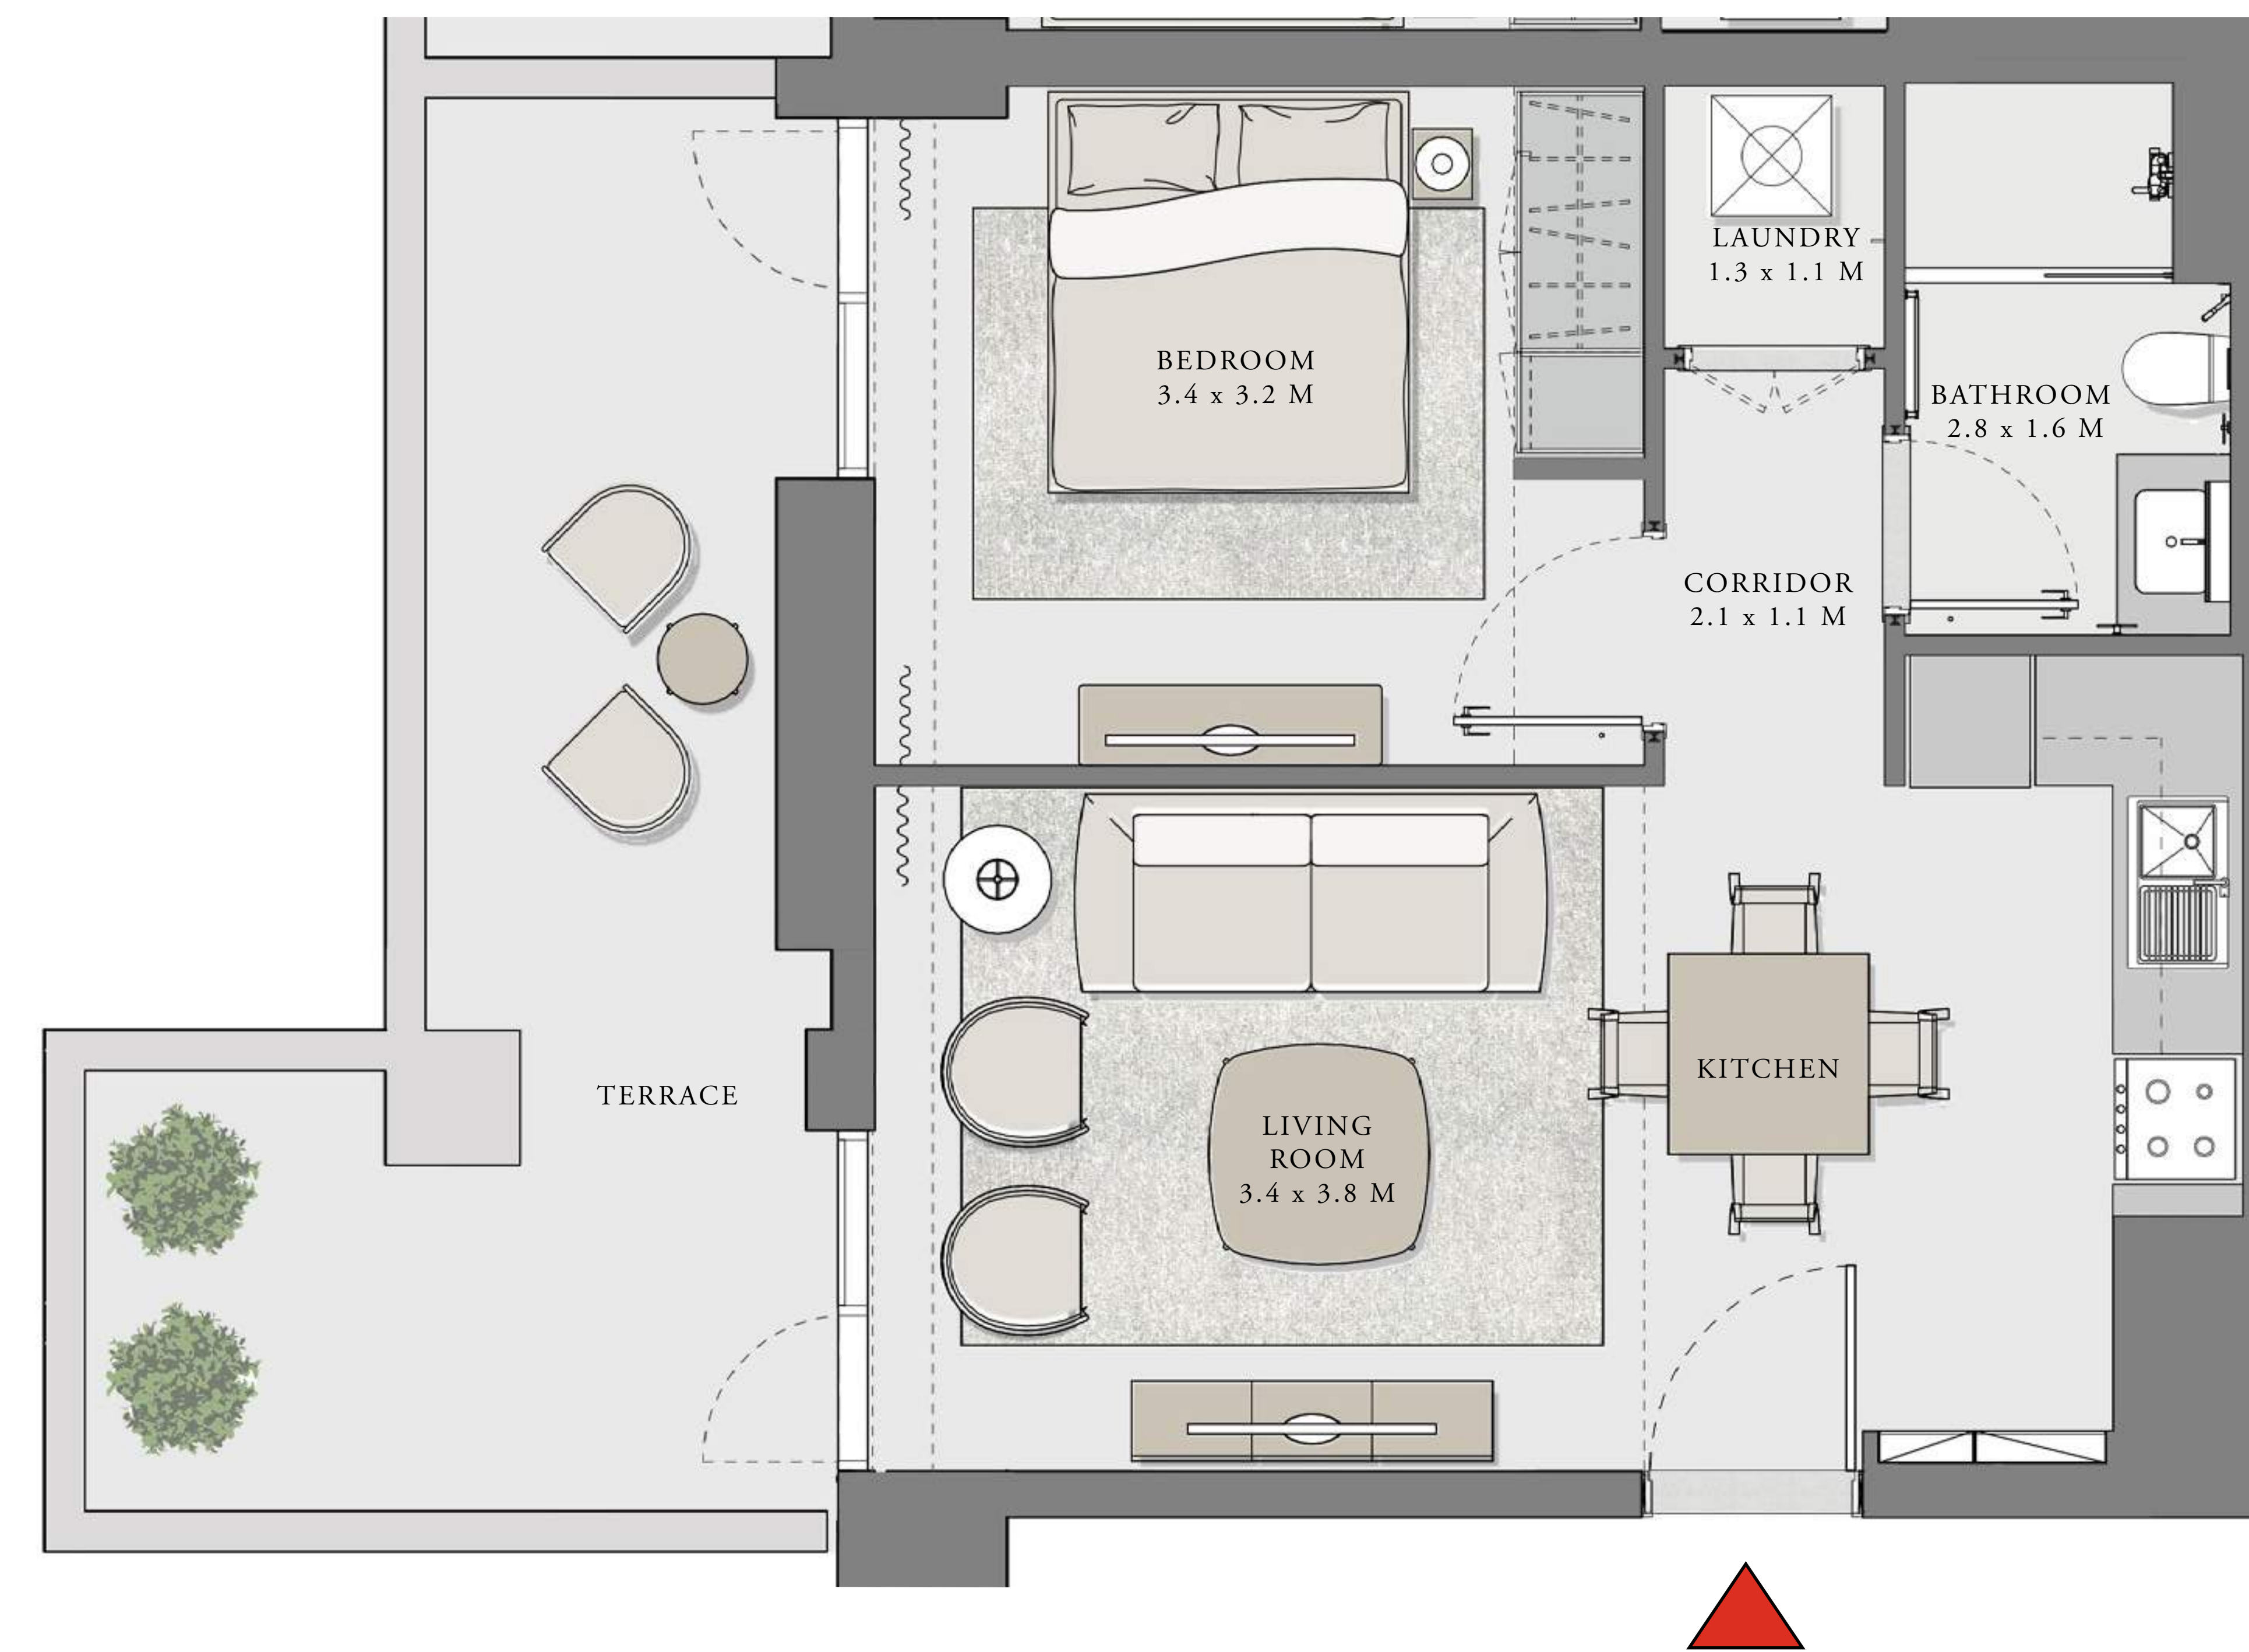 LAUNDRY
1.3 x 1.1 M
BEDROOM
3.4 x 3.2 M
BATHROOM
2.8 x 1.6 M
CORRIDOR
2.1 x 1.1 M
KITCHEN
TERRACE
LIVING
ROOM
3.4 x 3.8 M